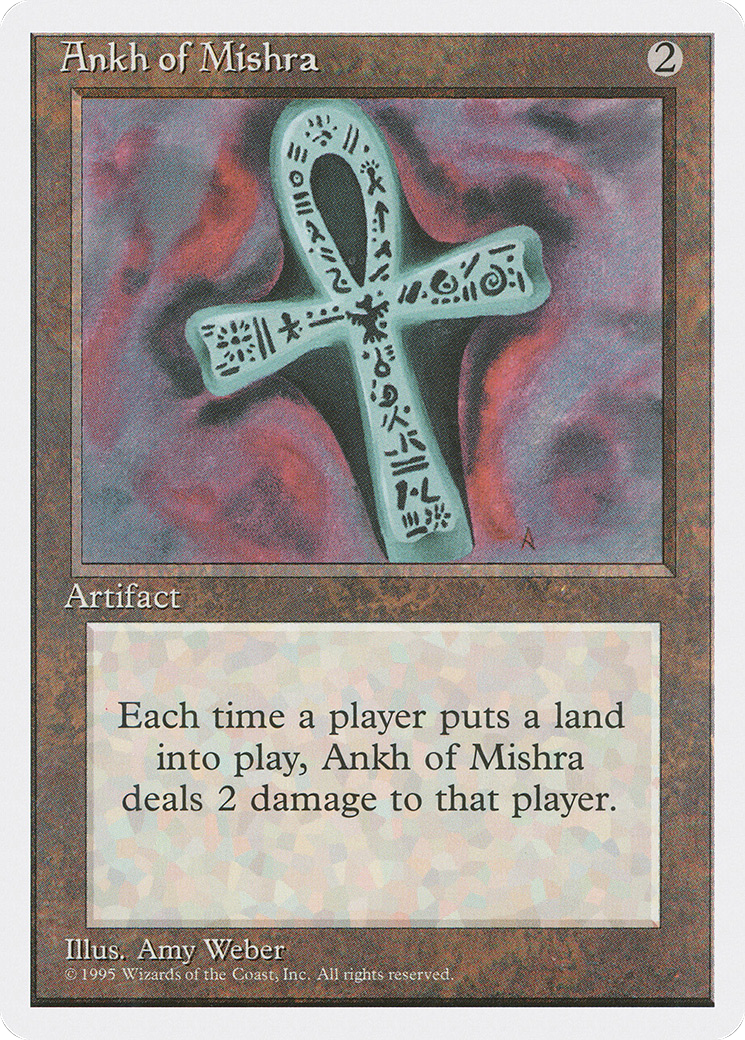 Ankh of Mishra
2
Artifact
Each time a player puts a land
into play, Ankh of Mishra
deals 2 damage to that player.
Illus. Amy Weber
© 1995 Wizards of the Coast, Inc. All rights reserved.